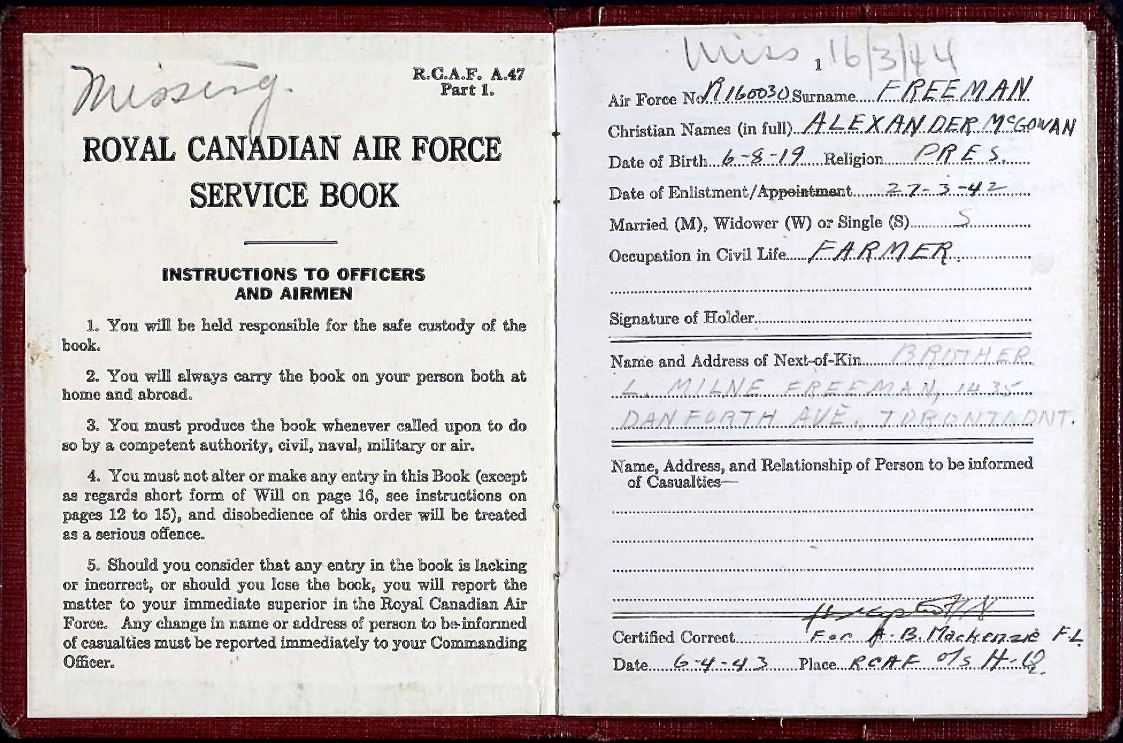 Missing.
R.C.A.F. A.47
Part 1.
ROYAL CANADIAN AIR FORCE
SERVICE BOOK
INSTRUCTIONS TO OFFICERS
AND AIRMEN
1. You will be held responsible for the safe custody of the
book.
2. You will always carry the book on your person both at
home and abroad.
3. You must produce the book whenever called upon to do
so by a competent authority, civil, naval, military or air.
4. You must not alter or make any entry in this Book (except
as regards short form of Will on page 16, see instructions on
pages 12 to 15), and disobedience of this order will be treated
as a serious offence.
5. Should you consider that any entry in the book is lacking
or incorrect, or should you lose the book, you will report the
matter to your immediate superior in the Royal Canadian Air
Force. Any change in name or address of person to be informed
of casualties must be reported immediately to your Commanding
Officer.
Miss 16/3/44
1
Air Force No. R160030 Surname FREEMAN
Christian Names (in full) ALEXANDER McGOWAN
Date of Birth 6-8-19 Religion PRES.
Date of Enlistment/Appointment 27-3-42
Married (M), Widower (W) or Single (S) S
Occupation in Civil Life FARMER
Signature of Holder
Name and Address of Next-of-Kin BROTHER
L. MILNE FREEMAN, 1435
DANFORTH AVE., TORONTO ONT.
Name, Address, and Relationship of Person to be informed
of Casualties—
Certified Correct For A.B. Mackenzie F/L
Date 6-4-43 Place RCAF O/S H-Q.